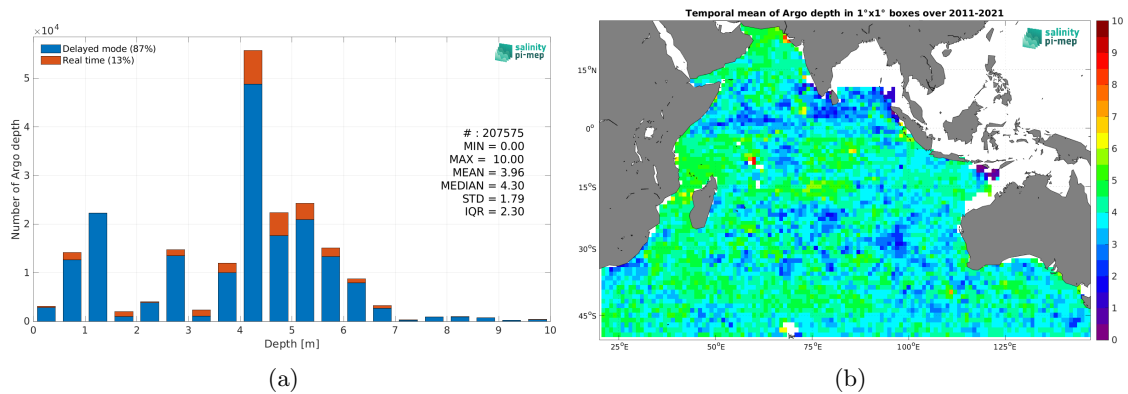 ×10⁴
Delayed mode (87%)
Real time (13%)
salinity
pi-mep
# : 207575
MIN = 0.00
MAX = 10.00
MEAN = 3.96
MEDIAN = 4.30
STD = 1.79
IQR = 2.30
Number of Argo depth
5
4
3
2
1
0
0 1 2 3 4 5 6 7 8 9 10
Depth [m]
(a)
Temporal mean of Argo depth in 1°x1° boxes over 2011-2021
salinity
pi-mep
15°N
0°
15°S
30°S
45°S
25°E 50°E 75°E 100°E 125°E
10
9
8
7
6
5
4
3
2
1
0
(b)